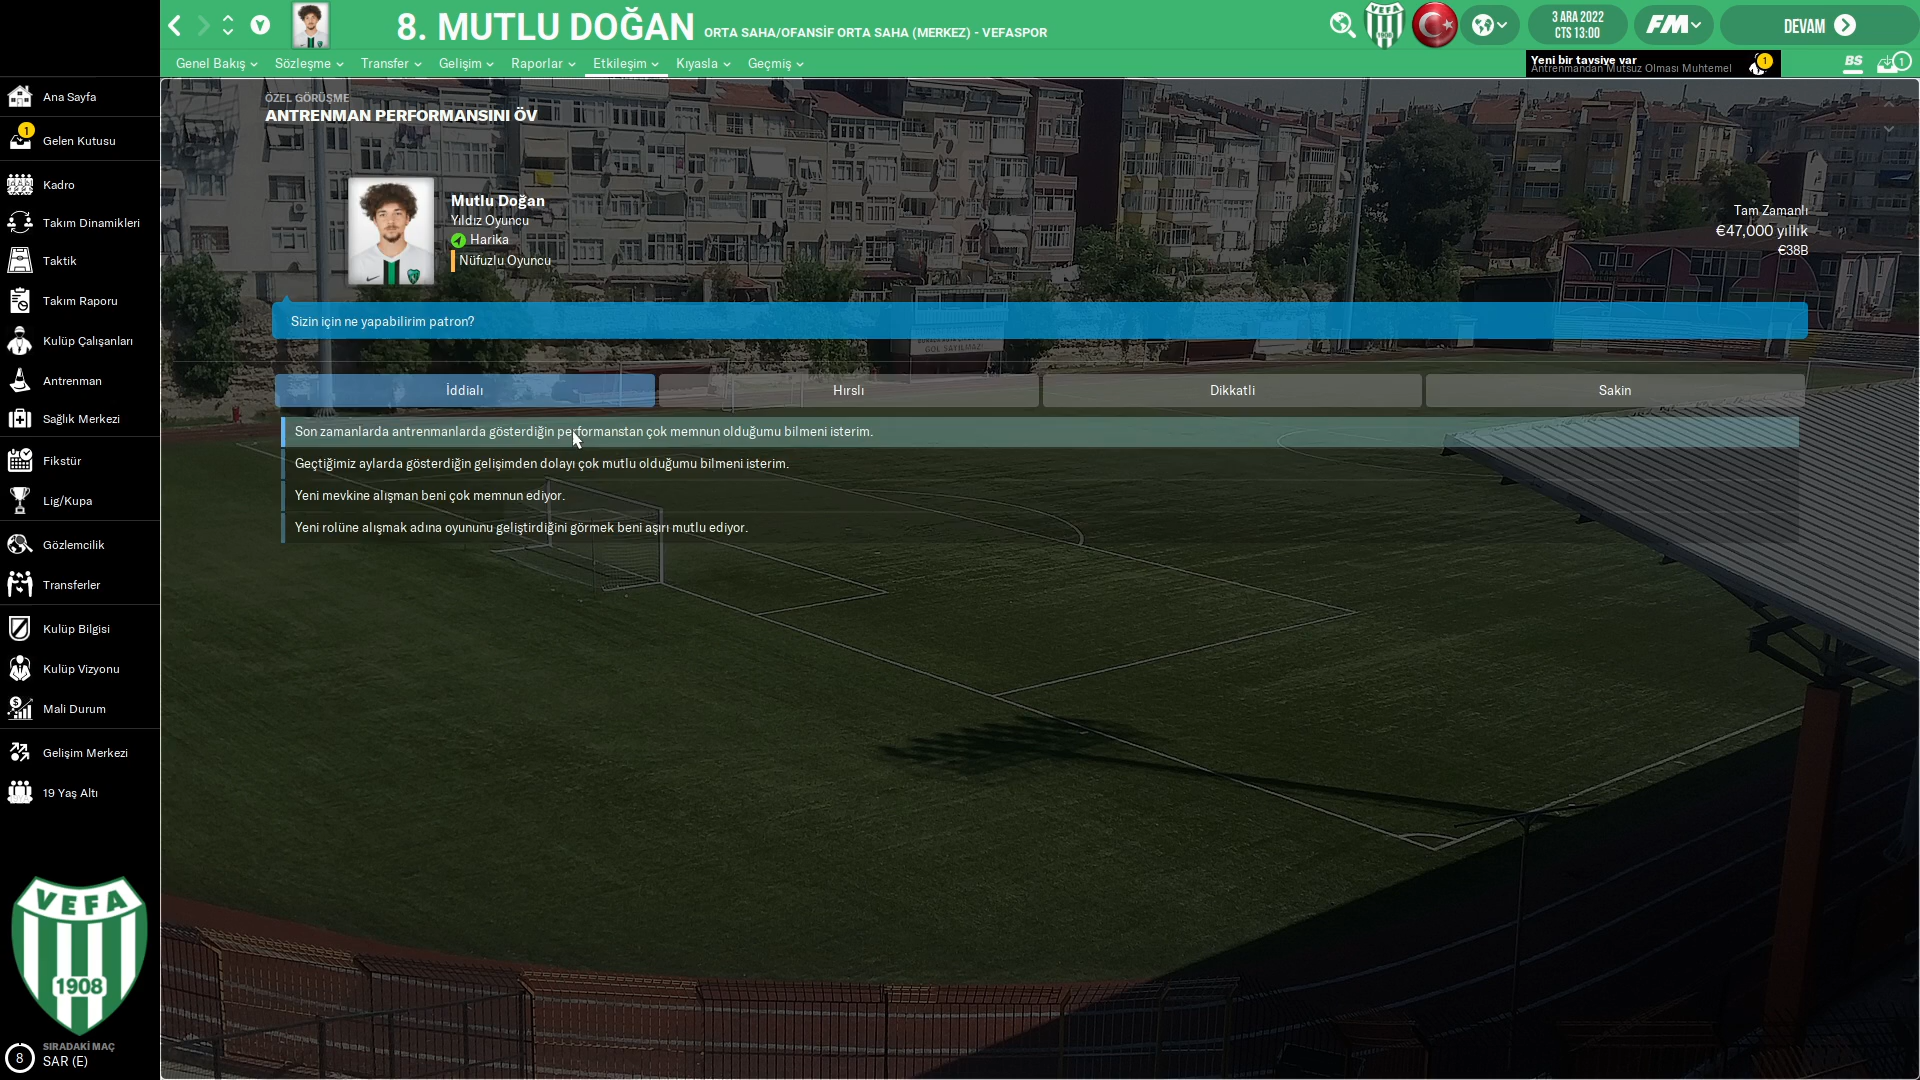 8. MUTLU DOĞAN ORTA SAHA/OFANSİF ORTA SAHA (MERKEZ) - VEFASPOR
VEFA
1908
3 ARA 2022
CTS 13:00
FM
DEVAM
Genel Bakış Sözleşme Transfer Gelişim Raporlar Etkileşim Kıyasla Geçmiş
Yeni bir tavsiye var
Antrenmandan Mutsuz Olması Muhtemel
1
BS
1
Ana Sayfa
1
Gelen Kutusu
Kadro
Takım Dinamikleri
Taktik
Takım Raporu
Kulüp Çalışanları
Antrenman
Sağlık Merkezi
Fikstür
Lig/Kupa
Gözlemcilik
Transferler
Kulüp Bilgisi
Kulüp Vizyonu
Mali Durum
Gelişim Merkezi
19 Yaş Altı
VEFA
1908
SIRADAKİ MAÇ
8
SAR (E)
ÖZEL GÖRÜŞME
ANTRENMAN PERFORMANSINI ÖV
Mutlu Doğan
Yıldız Oyuncu
Harika
Nüfuzlu Oyuncu
Tam Zamanlı
€47,000 yıllık
€38B
Sizin için ne yapabilirim patron?
İddialı Hırslı Dikkatli Sakin
Son zamanlarda antrenmanlarda gösterdiğin performanstan çok memnun olduğumu bilmeni isterim.
Geçtiğimiz aylarda gösterdiğin gelişimden dolayı çok mutlu olduğumu bilmeni isterim.
Yeni mevkine alışman beni çok memnun ediyor.
Yeni rolüne alışmak adına oyununu geliştirdiğini görmek beni aşırı mutlu ediyor.